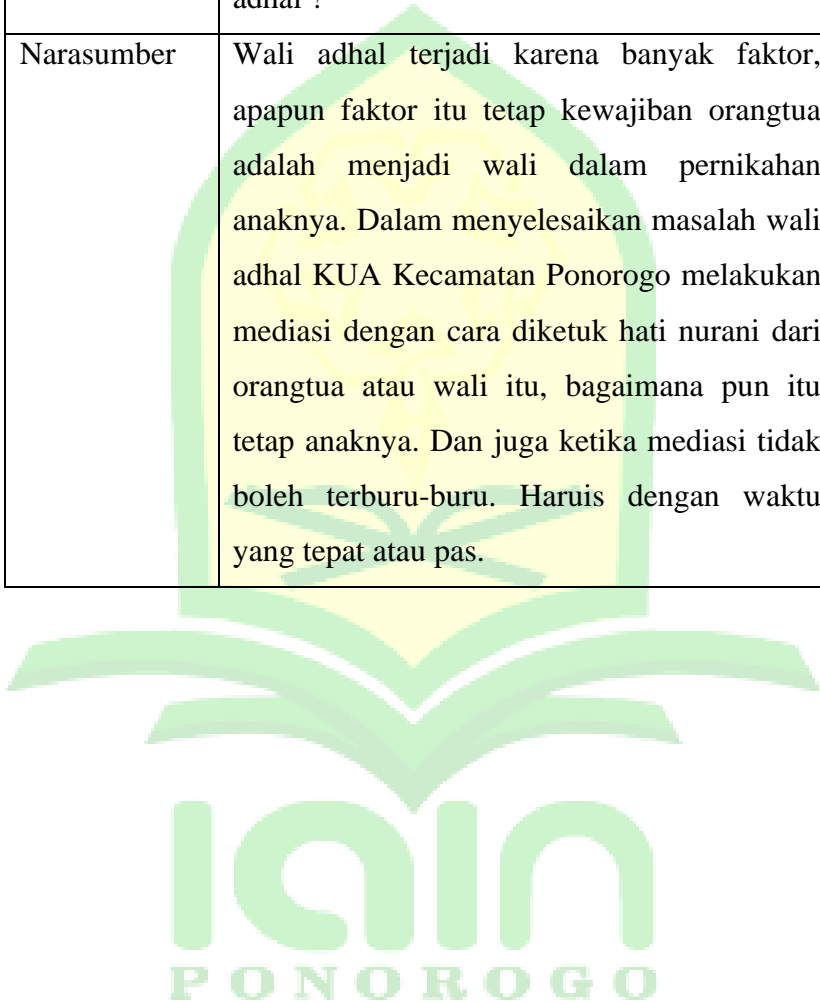 adhal ?
Narasumber
Wali adhal terjadi karena banyak faktor,
apapun faktor itu tetap kewajiban orangtua
adalah menjadi wali dalam pernikahan
anaknya. Dalam menyelesaikan masalah wali
adhal KUA Kecamatan Ponorogo melakukan
mediasi dengan cara diketuk hati nurani dari
orangtua atau wali itu, bagaimana pun itu
tetap anaknya. Dan juga ketika mediasi tidak
boleh terburu-buru. Haruis dengan waktu
yang tepat atau pas.
iain
PONOROGO